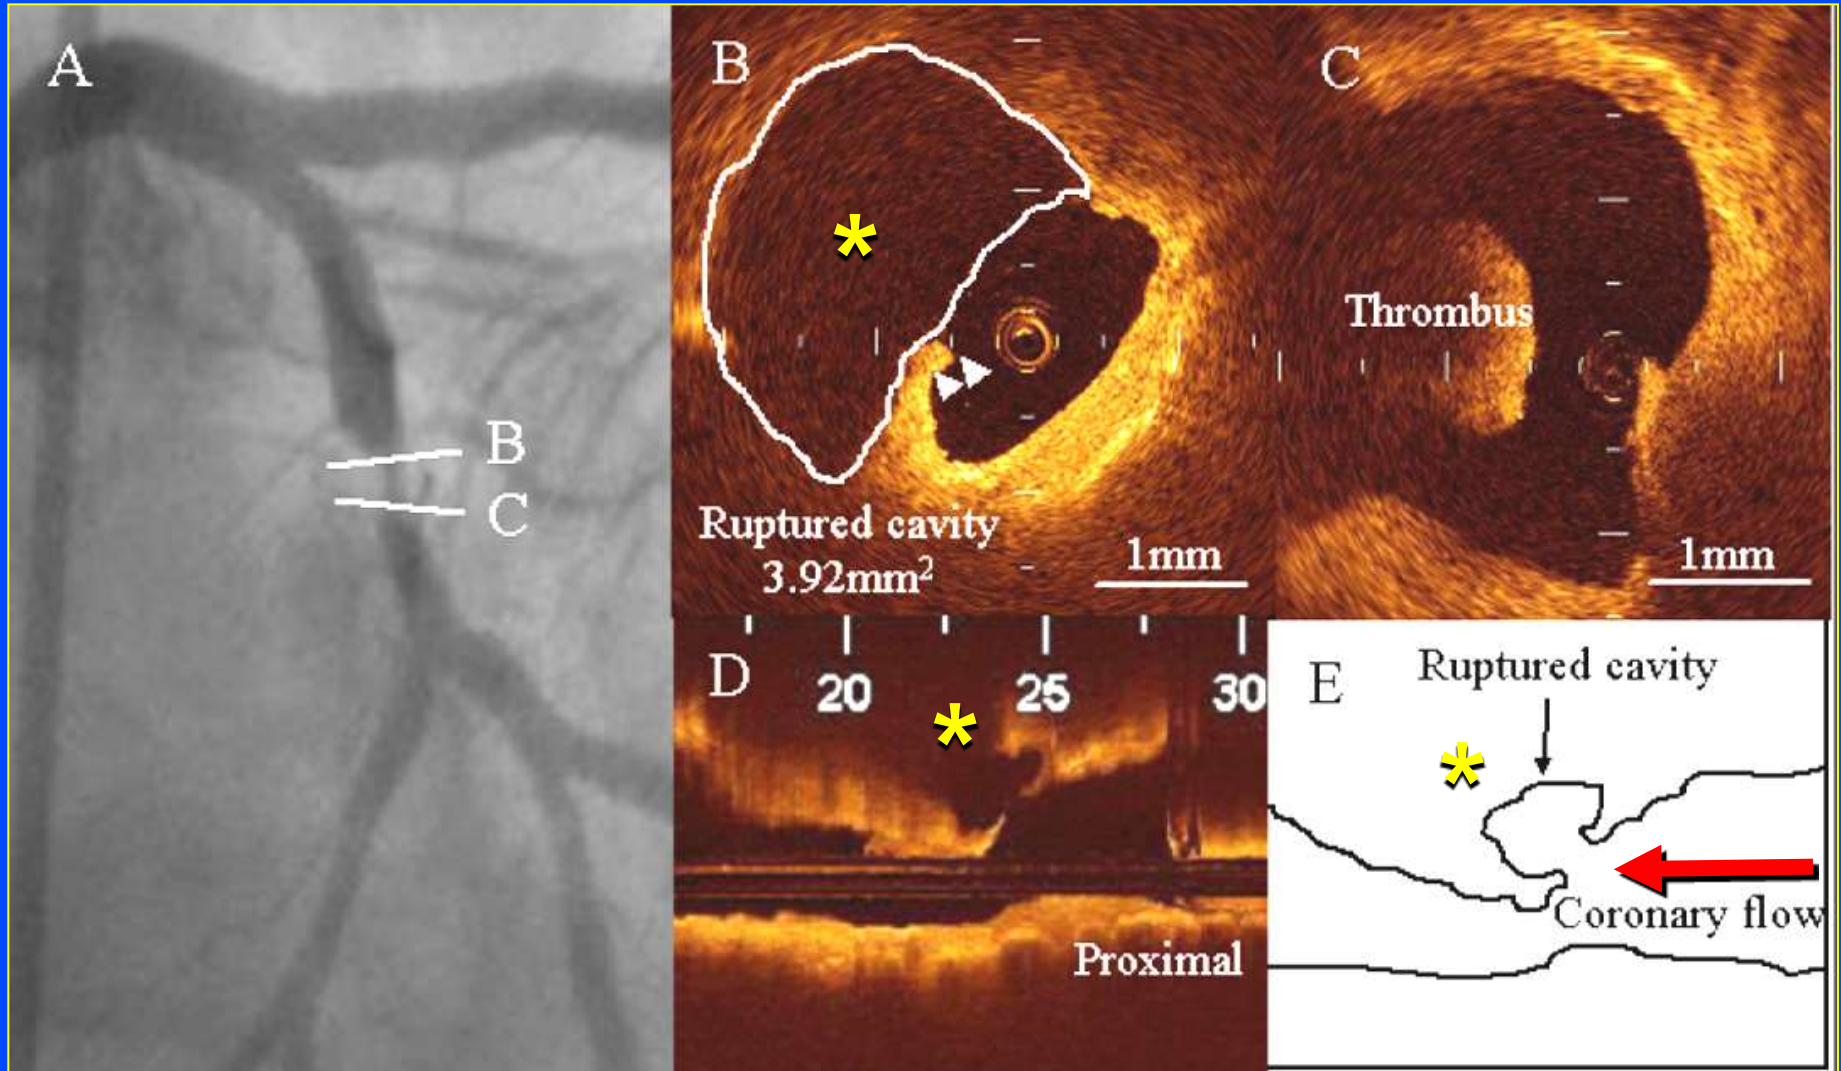 A
B
C
B
Ruptured cavity
3.92mm²
1mm
C
Thrombus
1mm
D
20
25
30
Proximal
E
Ruptured cavity
Coronary flow